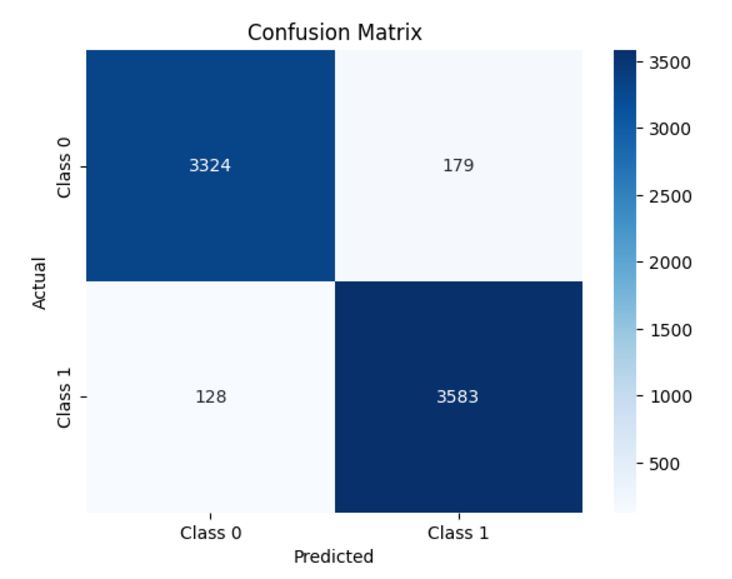 Confusion Matrix
Class 0
3324
179
3500
3000
2500
2000
1500
1000
500
Actual
Class 1
128
3583
Class 0
Class 1
Predicted